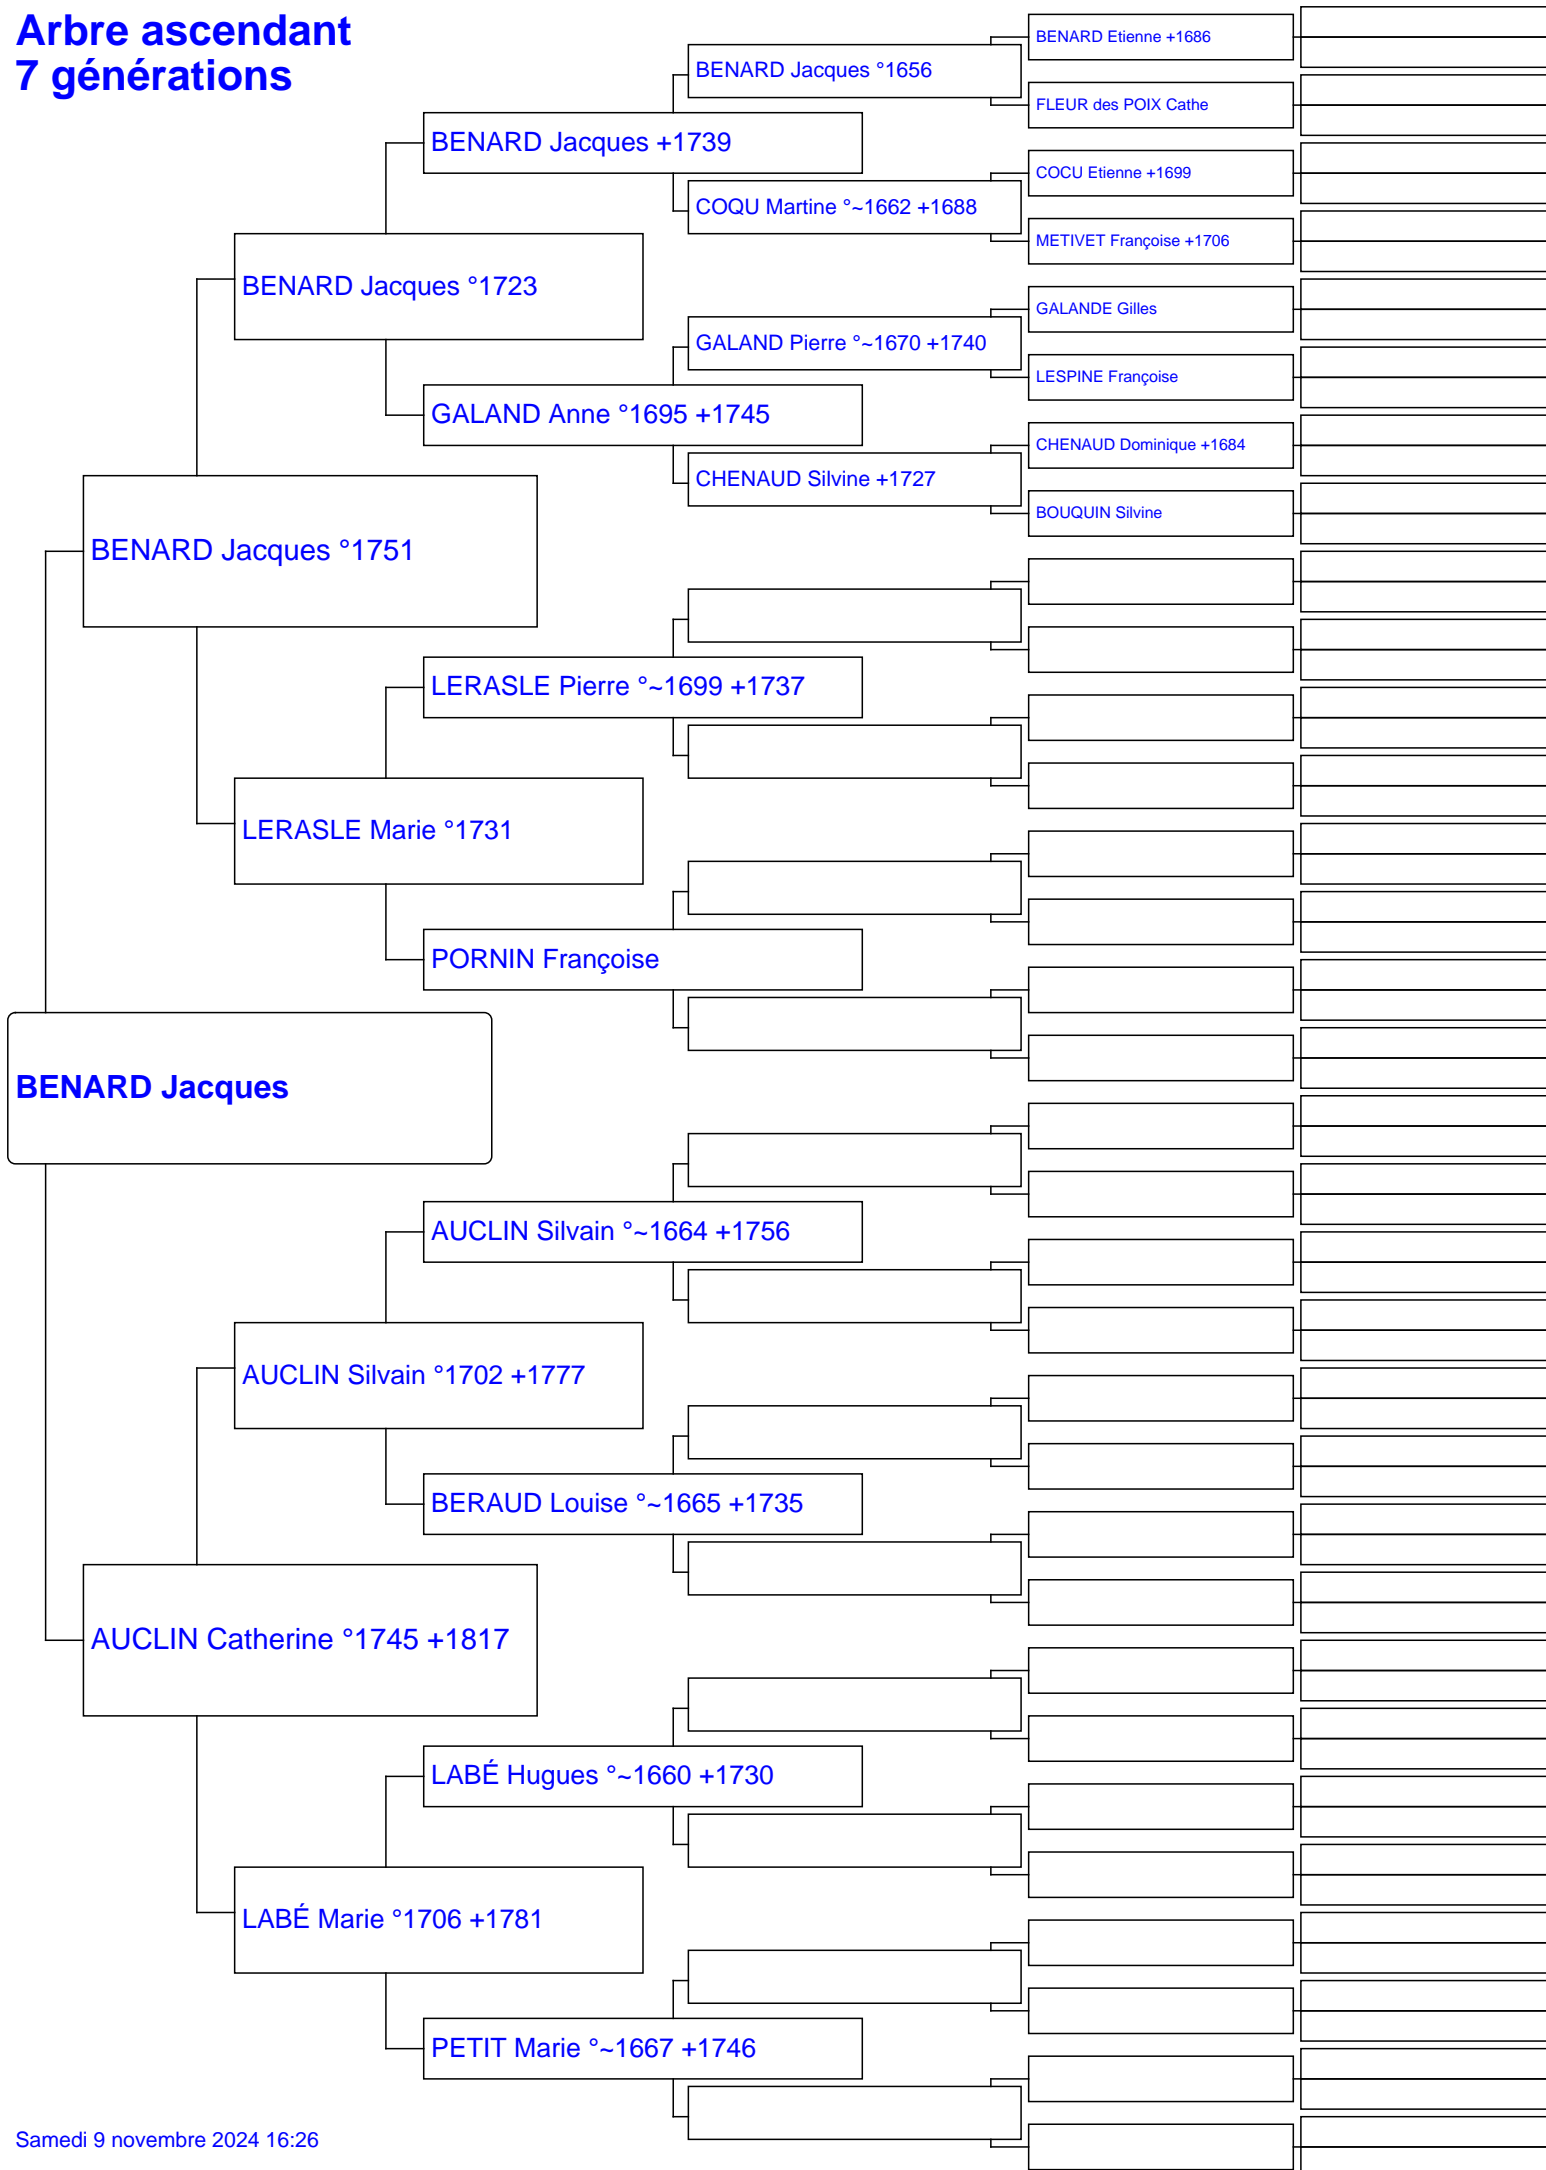 Arbre ascendant
7 générations
BENARD Etienne +1686
BENARD Jacques °1656
FLEUR des POIX Cathe
BENARD Jacques +1739
COCU Etienne +1699
COQU Martine °~1662 +1688
METIVET Françoise +1706
BENARD Jacques °1723
GALANDE Gilles
GALAND Pierre °~1670 +1740
LESPINE Françoise
GALAND Anne °1695 +1745
CHENAUD Dominique +1684
CHENAUD Silvine +1727
BOUQUIN Silvine
BENARD Jacques °1751
LERASLE Pierre °~1699 +1737
LERASLE Marie °1731
PORNIN Françoise
BENARD Jacques
AUCLIN Silvain °~1664 +1756
AUCLIN Silvain °1702 +1777
BERAUD Louise °~1665 +1735
AUCLIN Catherine °1745 +1817
LABÉ Hugues °~1660 +1730
LABÉ Marie °1706 +1781
PETIT Marie °~1667 +1746
Samedi 9 novembre 2024 16:26